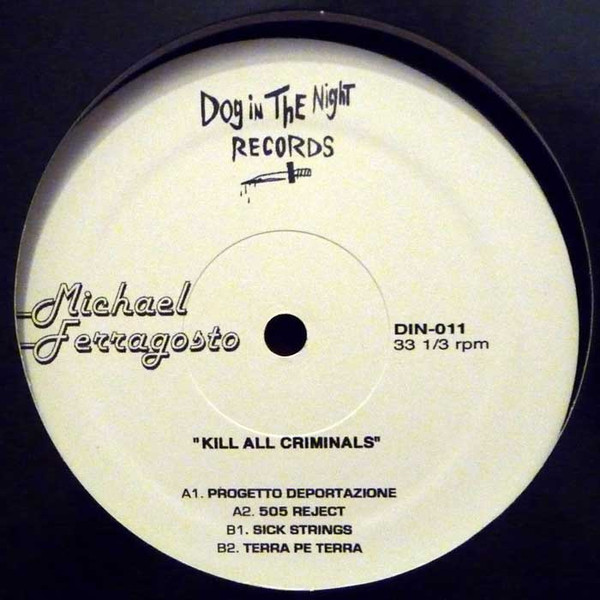 Dog in The Night
RECORDS
Michael
Ferragosto
DIN-011
33 1/3 rpm
"KILL ALL CRIMINALS"
A1. PROGETTO DEPORTAZIONE
A2. 505 REJECT
B1. SICK STRINGS
B2. TERRA PE TERRA